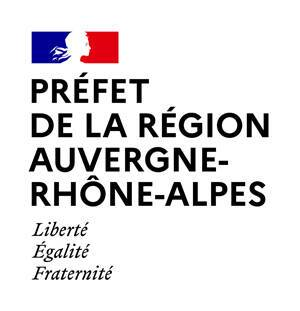 PRÉFET
DE LA RÉGION
AUVERGNE-
RHÔNE-ALPES
Liberté
Égalité
Fraternité